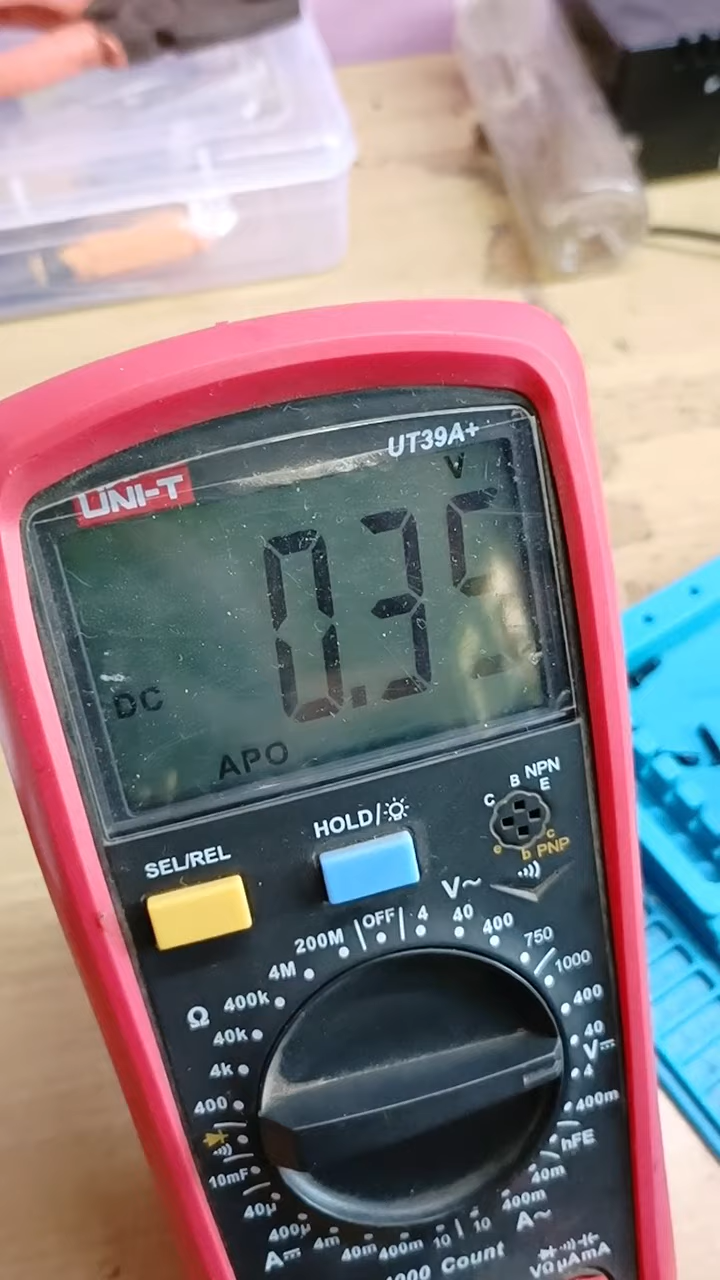 UNI-T
UT39A+
V
0.35
DC
APO
SEL/REL
HOLD/
C B NPN E
e b c PNP
V~
200M OFF 4 40 400 750
4M
1000
400k
400
Ω
40k
40
V⎓
4k
4
400
400m
hFE
10mF
40m
40μ
400m
400μ
A~
4m
10 10
40m 400m
A⎓
Count
VΩμAmA